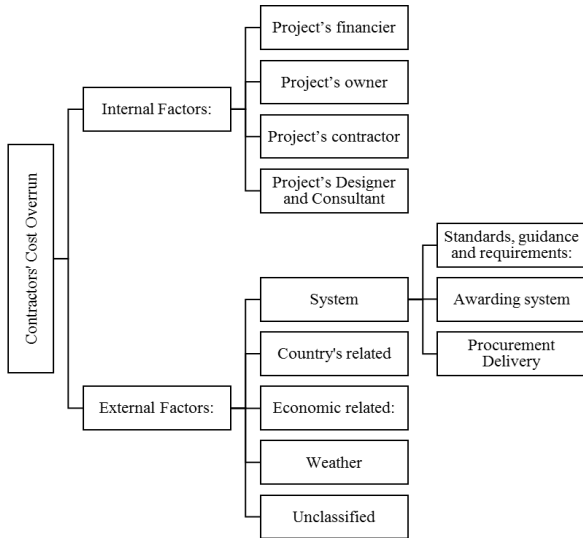 Contractors' Cost Overrun
Internal Factors:
Project's financier
Project's owner
Project's contractor
Project's Designer
and Consultant
External Factors:
System
Standards, guidance
and requirements:
Awarding system
Procurement
Delivery
Country's related
Economic related:
Weather
Unclassified